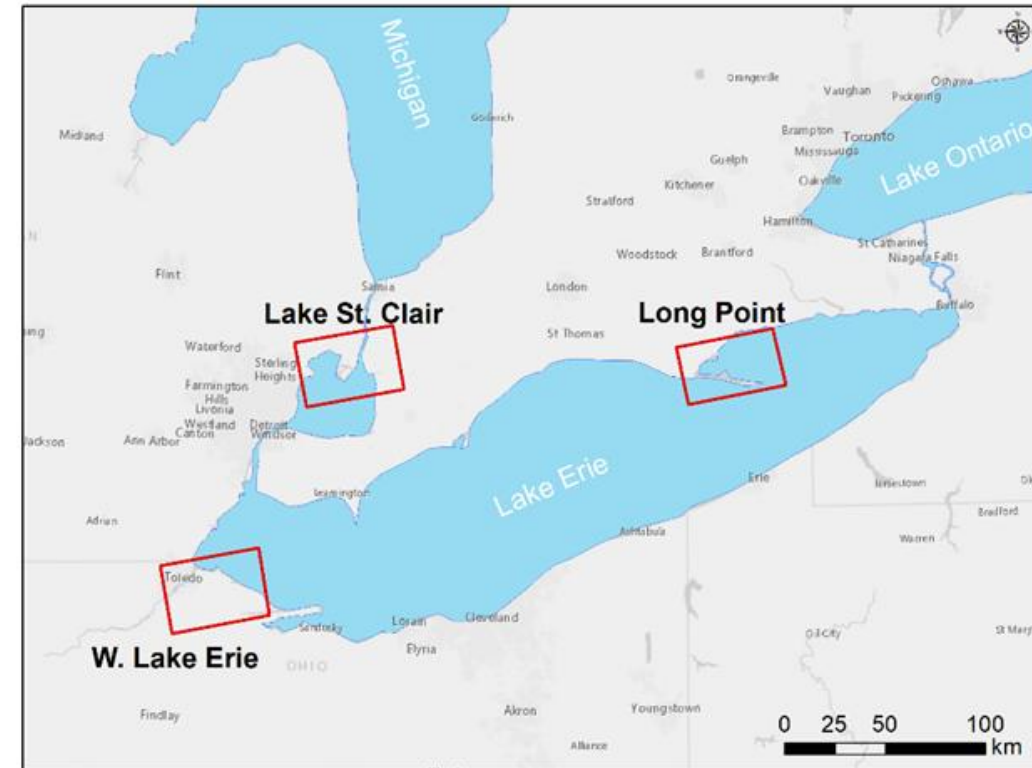 Michigan
Orangeville
Oshawa
Vaughan
Pickering
Midland
Goderich
Brampton
Toronto
Mississauga
Guelph
Lake Ontario
Kitchener
Oakville
Stratford
Hamilton
St Catharines
Woodstock
Brantford
Niagara Falls
Flint
Sarnia
London
Buffalo
Lake St. Clair
Long Point
St Thomas
Waterford
Sterling
Heights
Farmington
Hills
Livonia
Westland
Detroit
Jackson
Ann Arbor
Canton
Windsor
Leamington
Lake Erie
Erie
Jamestown
Adrian
Bradford
Ashtabula
Warren
Toledo
Sandusky
Lorain
Cleveland
Elyria
Oil City
St Mary
W. Lake Erie
OHIO
Findlay
Akron
Youngstown
Alliance
0 25 50 100
km